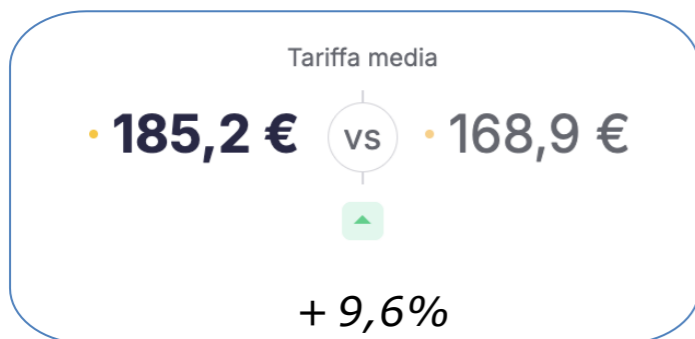 Tariffa media
185,2 € vs 168,9 €
+ 9,6%